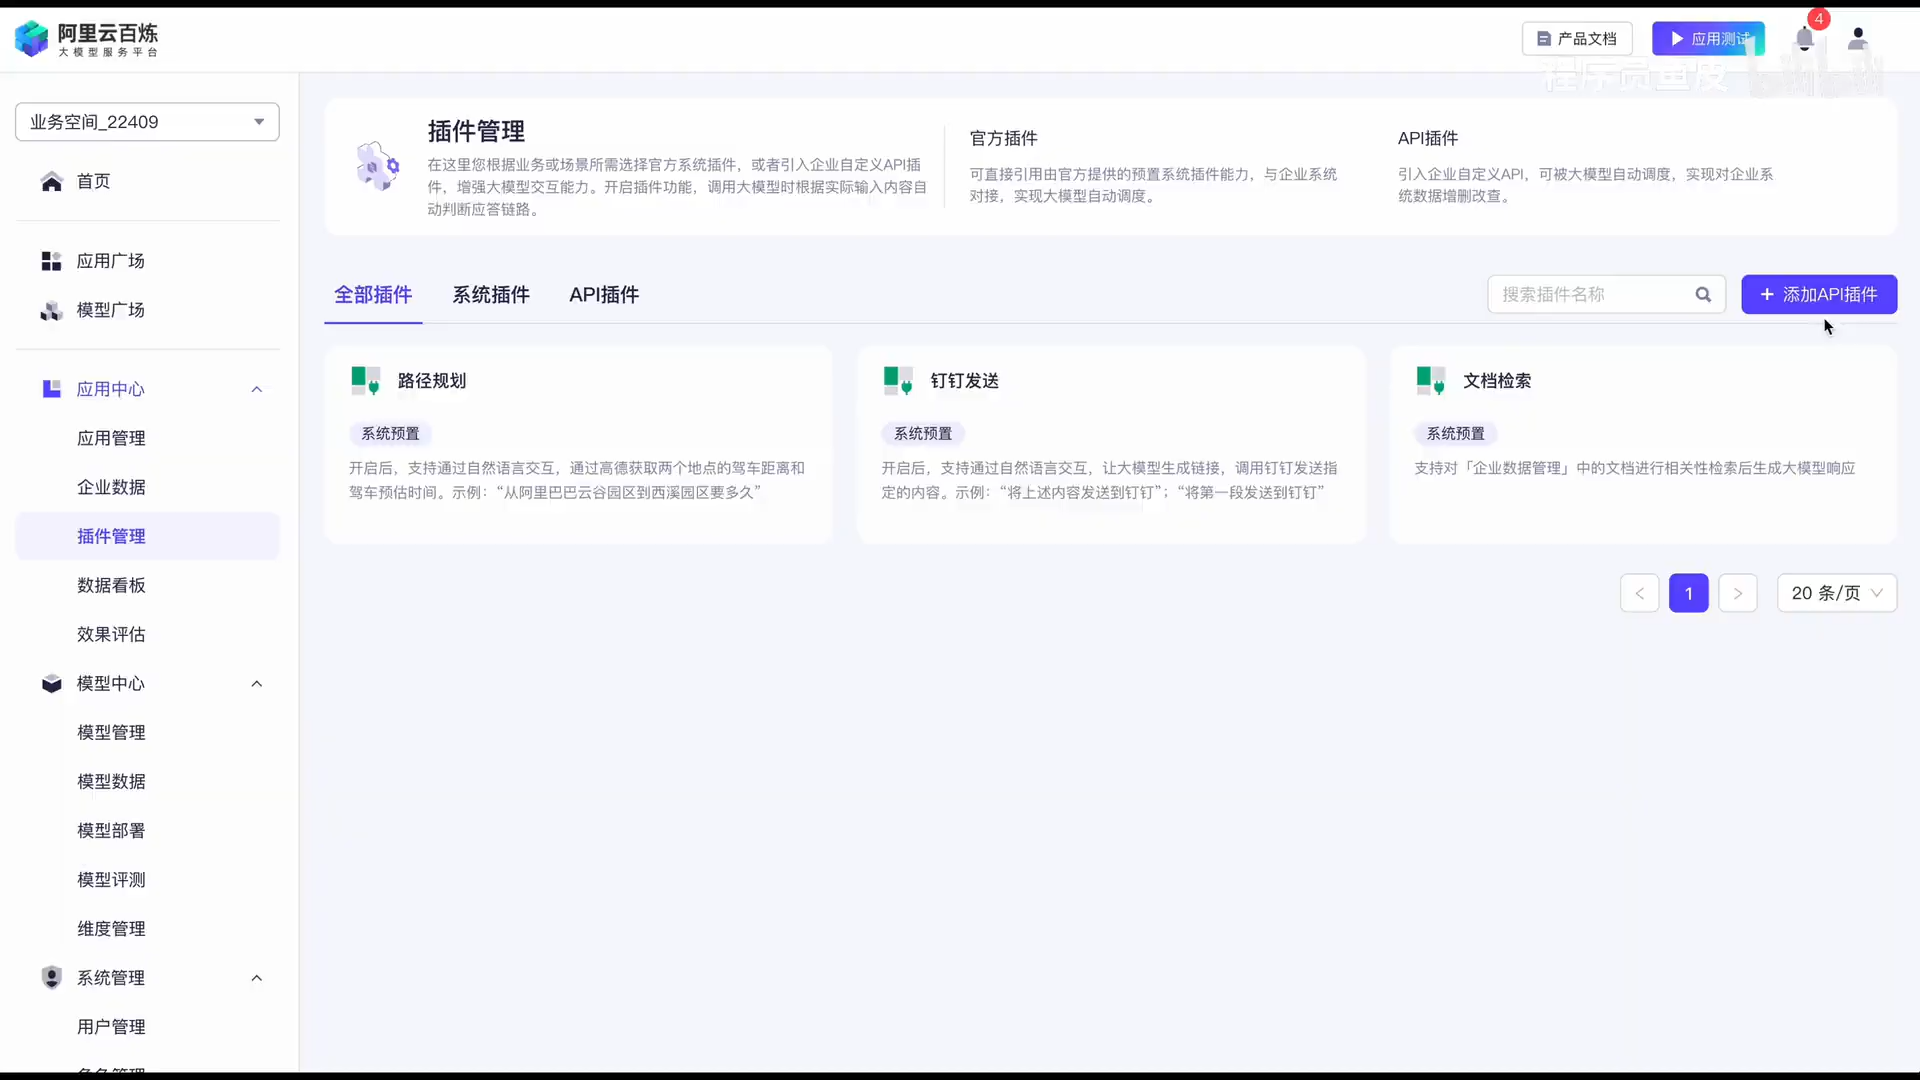 阿里云百炼
大模型服务平台
产品文档
应用测试
4
程序员鱼皮
bilibili
业务空间_22409
首页
应用广场
模型广场
应用中心
应用管理
企业数据
插件管理
数据看板
效果评估
模型中心
模型管理
模型数据
模型部署
模型评测
维度管理
系统管理
用户管理
插件管理
在这里您根据业务或场景所需选择官方系统插件，或者引入企业自定义API插
件，增强大模型交互能力。开启插件功能，调用大模型时根据实际输入内容自
动判断应答链路。
官方插件
可直接引用由官方提供的预置系统插件能力，与企业系统
对接，实现大模型自动调度。
API插件
引入企业自定义API，可被大模型自动调度，实现对企业系
统数据增删改查。
全部插件
系统插件
API插件
搜索插件名称
添加API插件
路径规划
系统预置
开启后，支持通过自然语言交互，通过高德获取两个地点的驾车距离和
驾车预估时间。示例：“从阿里巴巴云谷园区到西溪园区要多久”
钉钉发送
系统预置
开启后，支持通过自然语言交互，让大模型生成链接，调用钉钉发送指
定的内容。示例：“将上述内容发送到钉钉”；“将第一段发送到钉钉”
文档检索
系统预置
支持对「企业数据管理」中的文档进行相关性检索后生成大模型响应
1
20 条/页